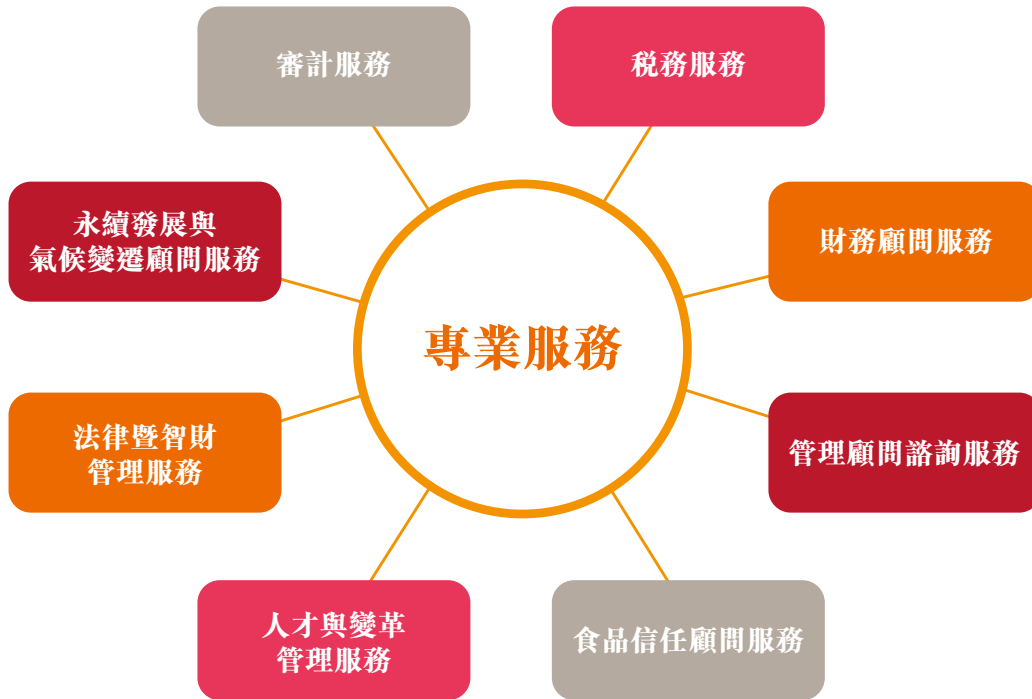 審計服務
税務服務
永續發展與
氣候變遷顧問服務
財務顧問服務
專業服務
法律暨智財
管理服務
管理顧問諮詢服務
人才與變革
管理服務
食品信任顧問服務